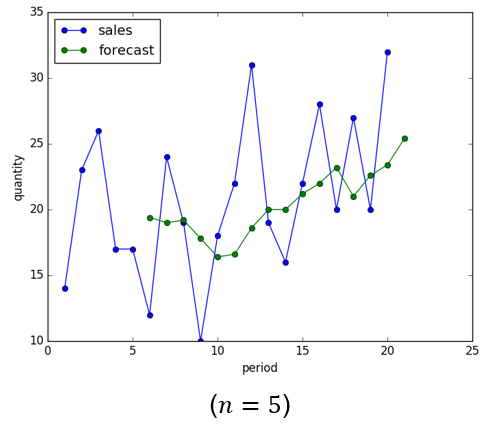 35
30
25
20
15
10
0 5 10 15 20 25
quantity
period
sales
forecast
(n = 5)